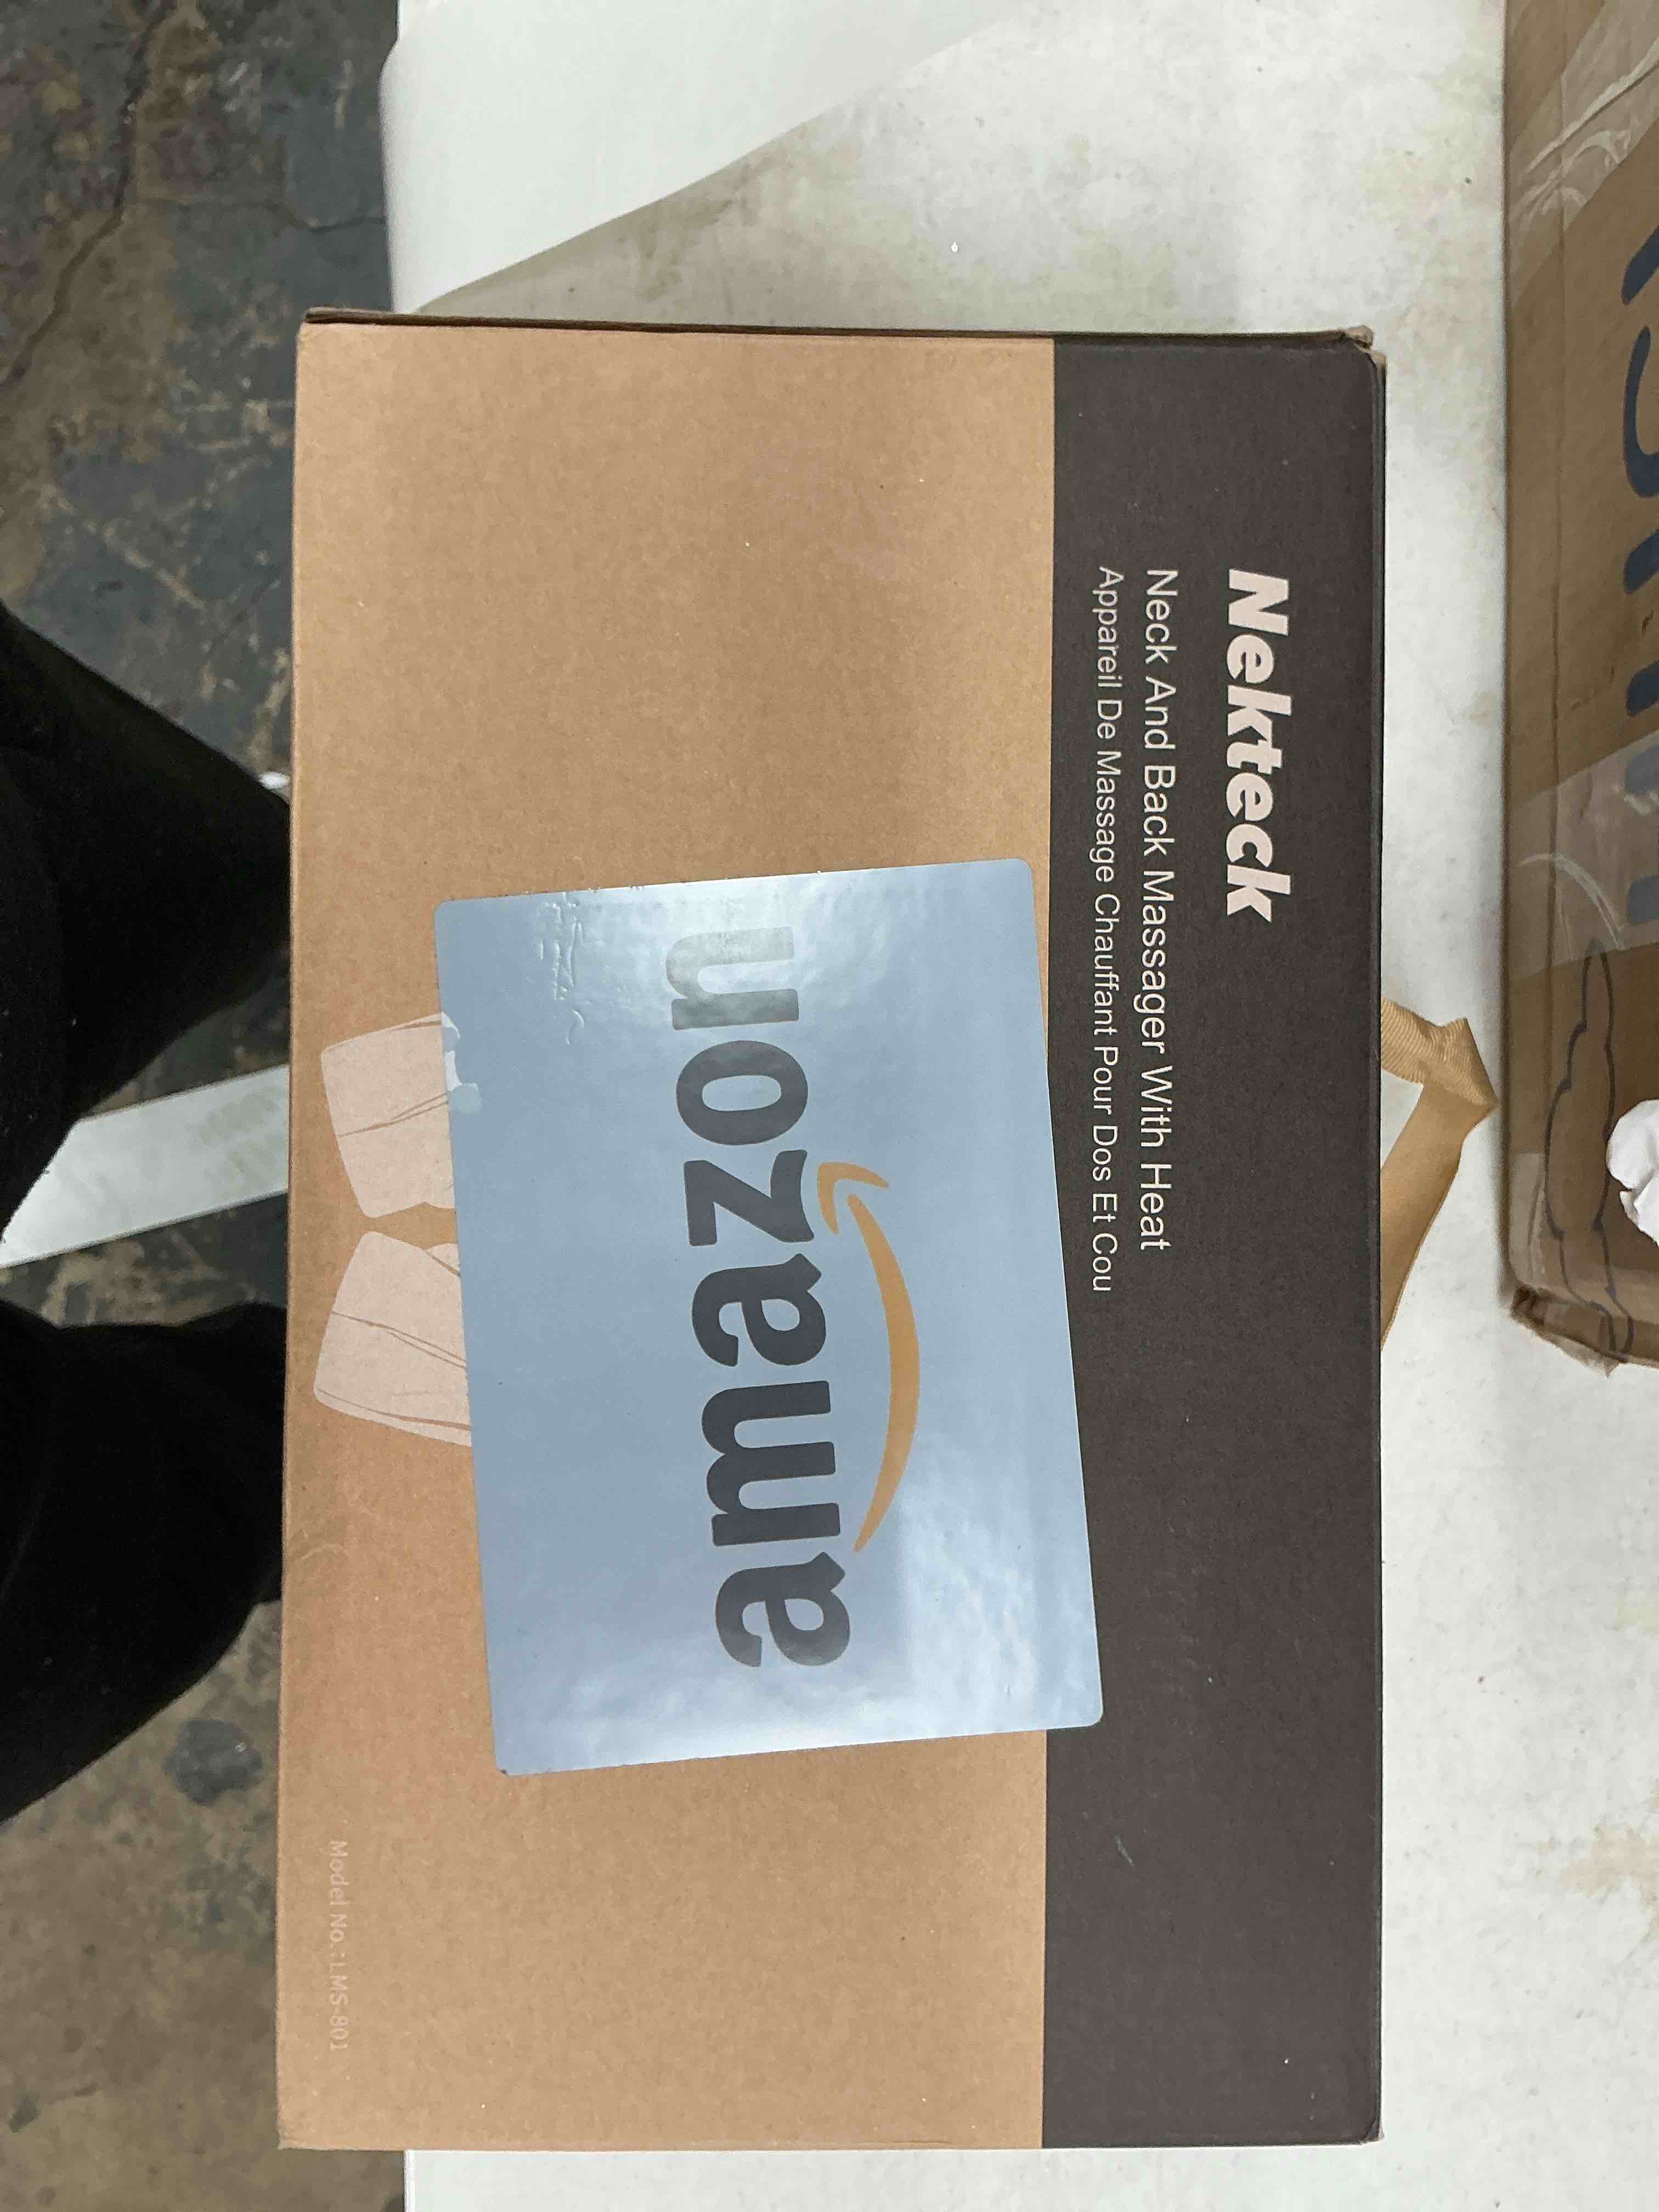 Nekteck
Neck And Back Massager With Heat
Appareil De Massage Chauffant Pour Dos Et Cou
amazon
Model No.: LMS-801